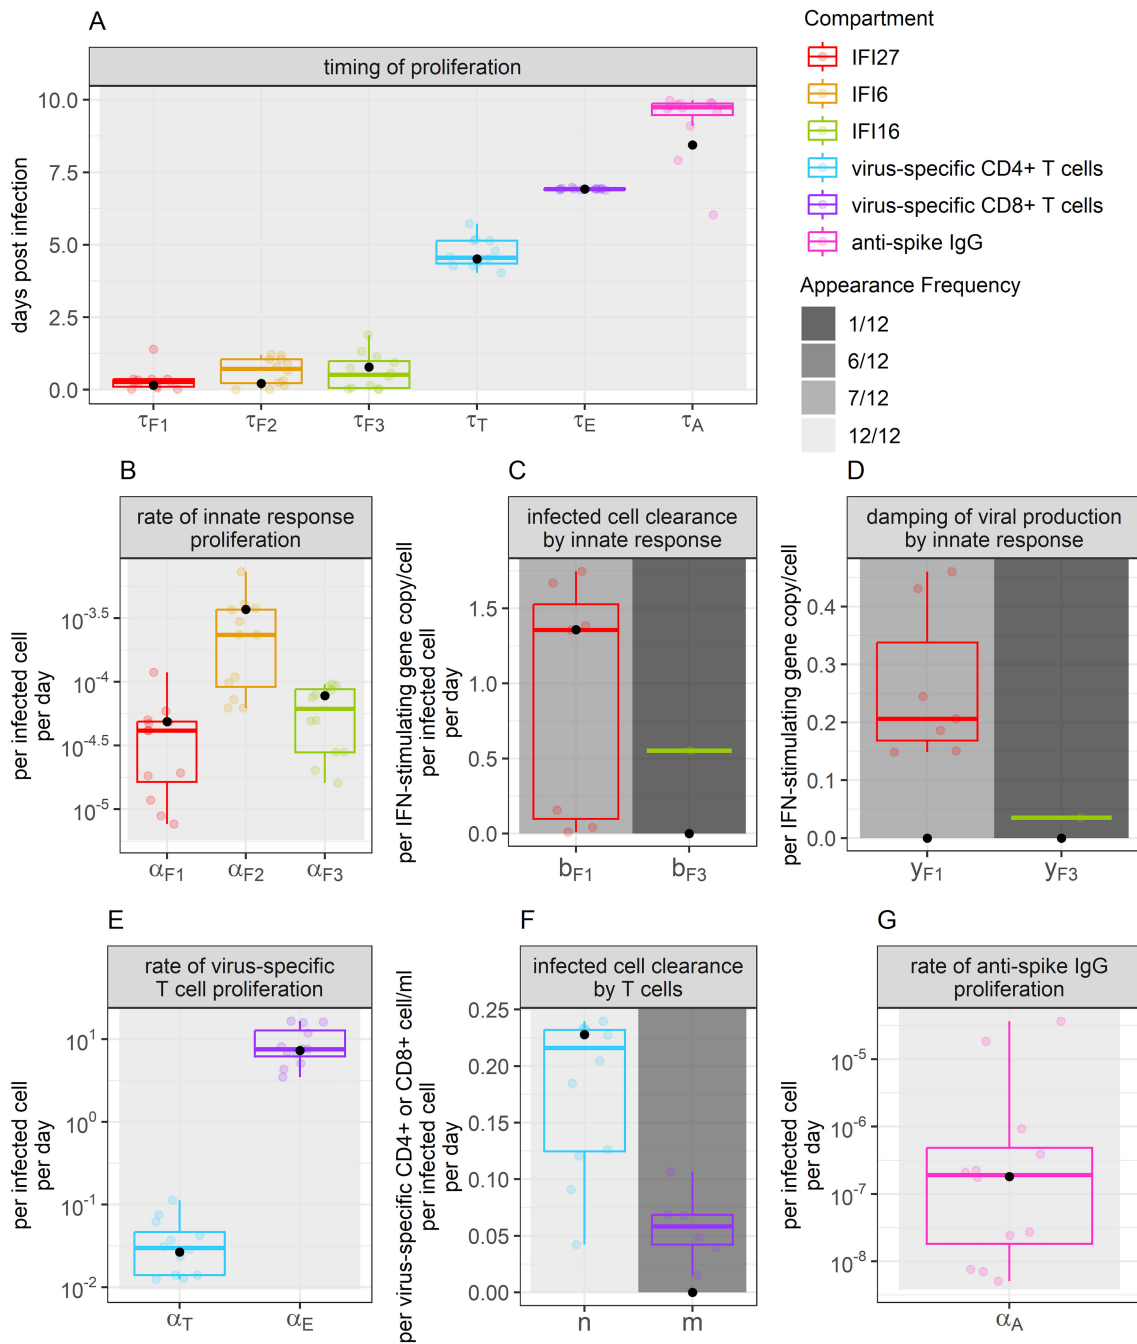 A
timing of proliferation
days post infection
10.0
7.5
5.0
2.5
0.0
τF1
τF2
τF3
τT
τE
τA
Compartment
IFI27
IFI6
IFI16
virus-specific CD4+ T cells
virus-specific CD8+ T cells
anti-spike IgG
Appearance Frequency
1/12
6/12
7/12
12/12
B
rate of innate response
proliferation
per infected cell
per day
10^-3.5
10^-4
10^-4.5
10^-5
αF1
αF2
αF3
C
infected cell clearance
by innate response
per IFN-stimulating gene copy/cell
per infected cell
per day
1.5
1.0
0.5
0.0
bF1
bF3
D
damping of viral production
by innate response
per IFN-stimulating gene copy/cell
0.4
0.3
0.2
0.1
0.0
yF1
yF3
E
rate of virus-specific
T cell proliferation
per infected cell
per day
10^1
10^0
10^-1
10^-2
αT
αE
F
infected cell clearance
by T cells
per virus-specific CD4+ or CD8+ cell/ml
per infected cell
per day
0.25
0.20
0.15
0.10
0.05
0.00
n
m
G
rate of anti-spike IgG
proliferation
per infected cell
per day
10^-5
10^-6
10^-7
10^-8
αA